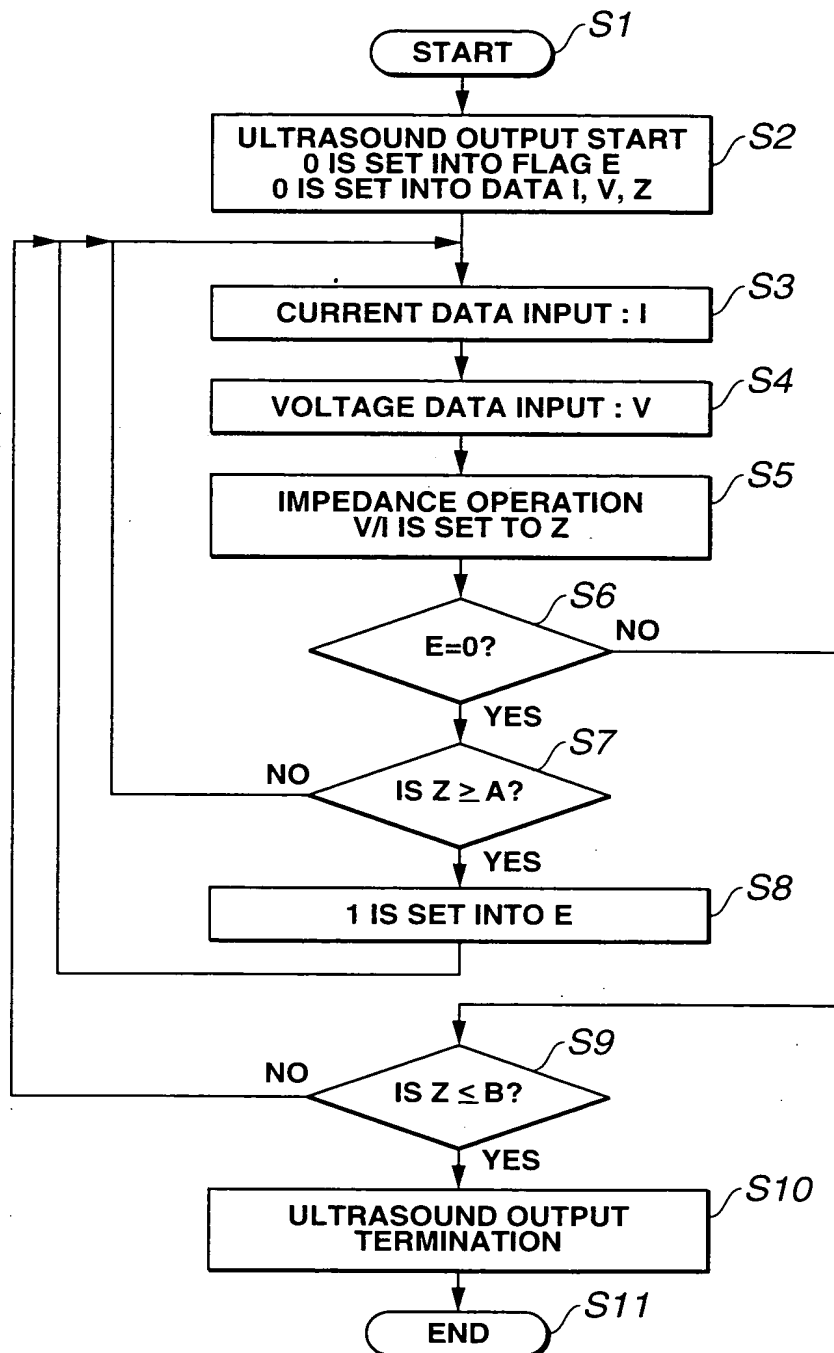 START
S1
ULTRASOUND OUTPUT START
0 IS SET INTO FLAG E
0 IS SET INTO DATA I, V, Z
S2
CURRENT DATA INPUT : I
S3
VOLTAGE DATA INPUT : V
S4
IMPEDANCE OPERATION
V/I IS SET TO Z
S5
E=0?
S6
NO
YES
IS Z ≥ A?
S7
NO
YES
1 IS SET INTO E
S8
IS Z ≤ B?
S9
NO
YES
ULTRASOUND OUTPUT
TERMINATION
S10
END
S11